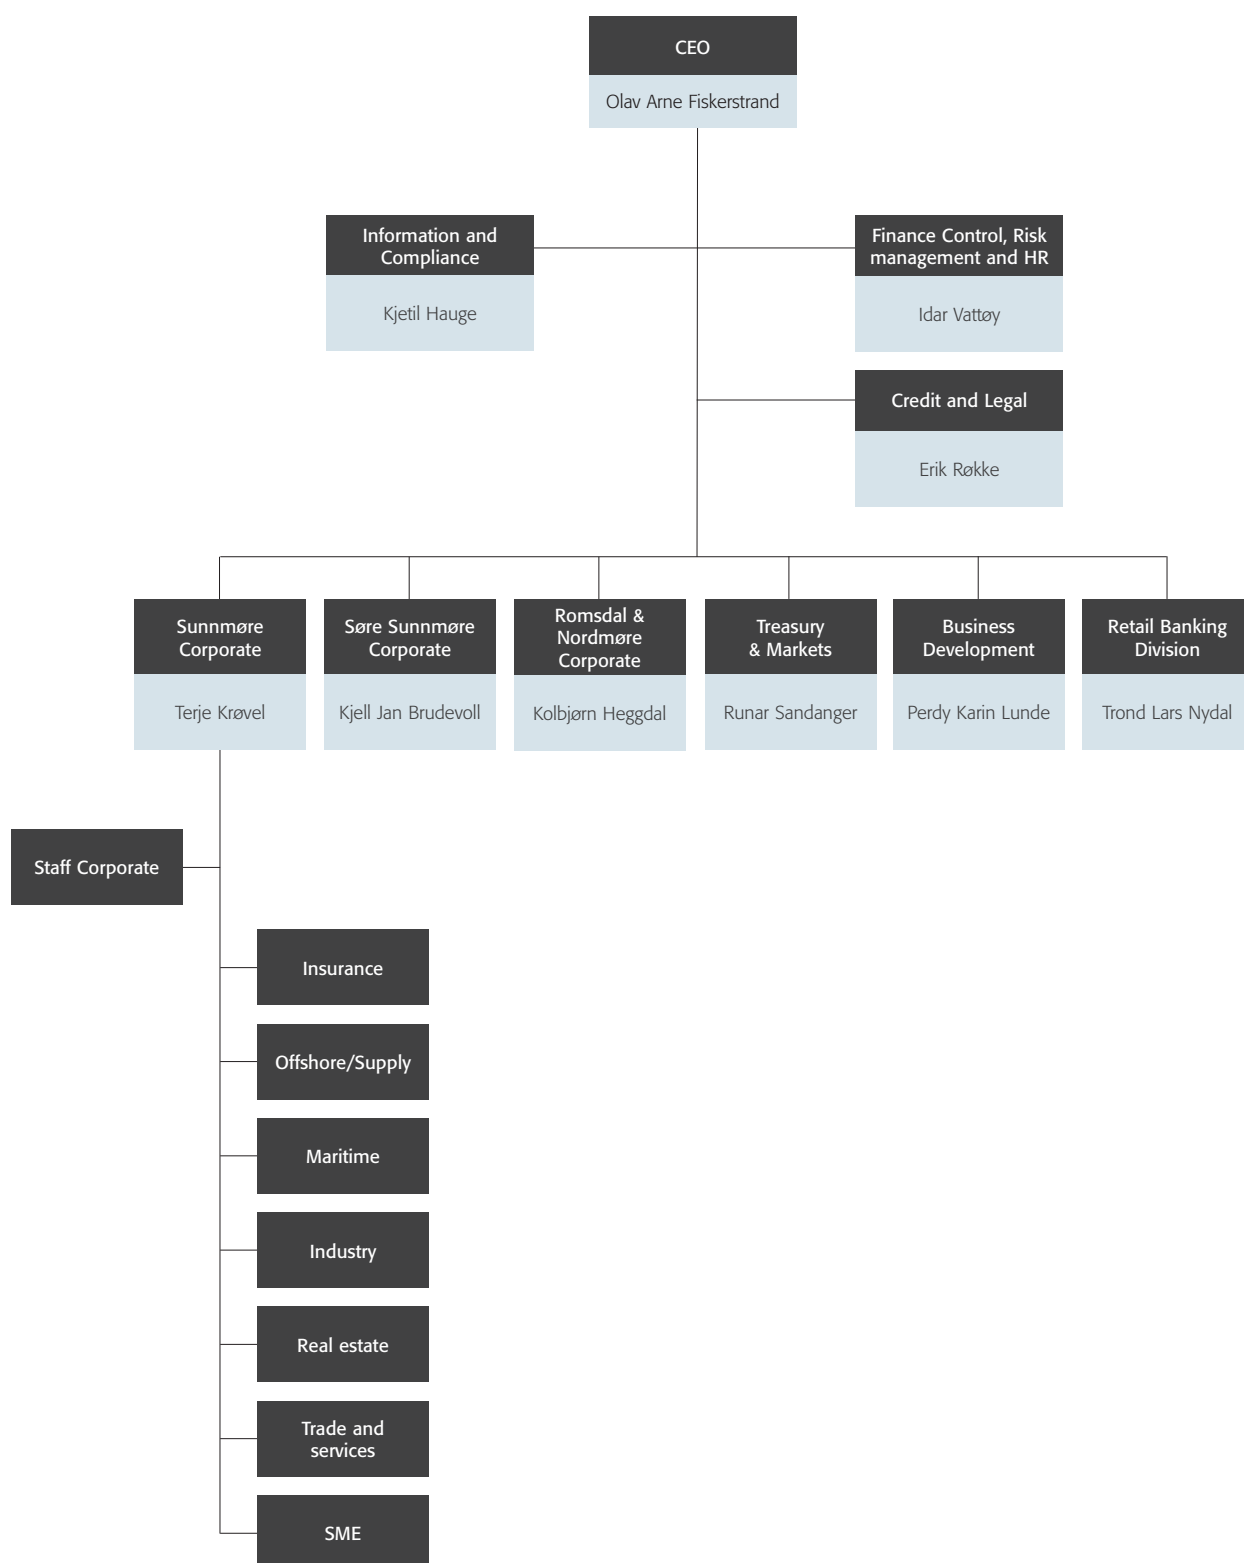 CEO
Olav Arne Fiskerstrand
Information and
Compliance
Kjetil Hauge
Finance Control, Risk
management and HR
Idar Vattøy
Credit and Legal
Erik Røkke
Sunnmøre
Corporate
Terje Krøvel
Søre Sunnmøre
Corporate
Kjell Jan Brudevoll
Romsdal &
Nordmøre
Corporate
Kolbjørn Heggdal
Treasury
& Markets
Runar Sandanger
Business
Development
Perdy Karin Lunde
Retail Banking
Division
Trond Lars Nydal
Staff Corporate
Insurance
Offshore/Supply
Maritime
Industry
Real estate
Trade and
services
SME